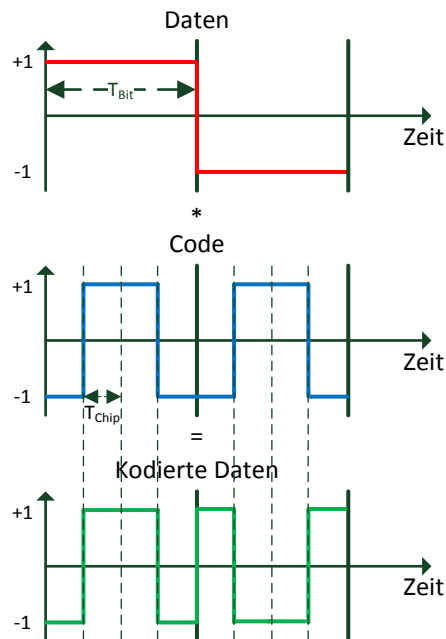 Daten
+1
T_Bit
Zeit
-1
*
Code
+1
Zeit
-1
T_Chip
=
Kodierte Daten
+1
Zeit
-1